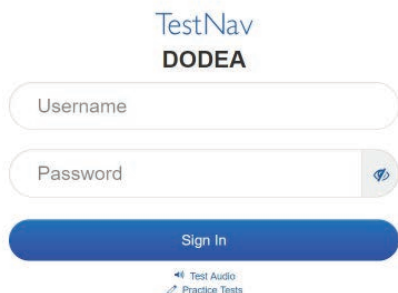 TestNav
DODEA
Username
Password
Sign In
Test Audio
Practice Tests